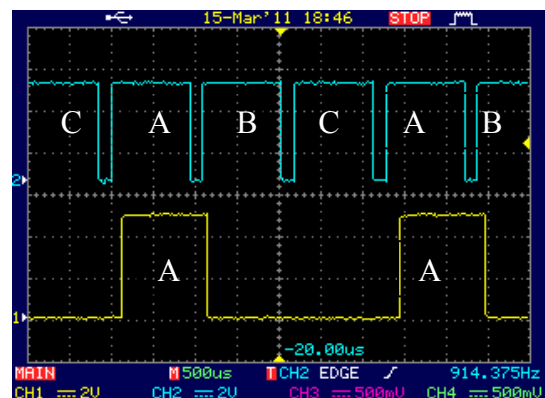 15-Mar'11 18:46 STOP
C A B C A B
2
A A
1
-20.00us
MAIN M 500us T CH2 EDGE 914.375Hz
CH1 2V CH2 2V CH3 500mV CH4 500mV